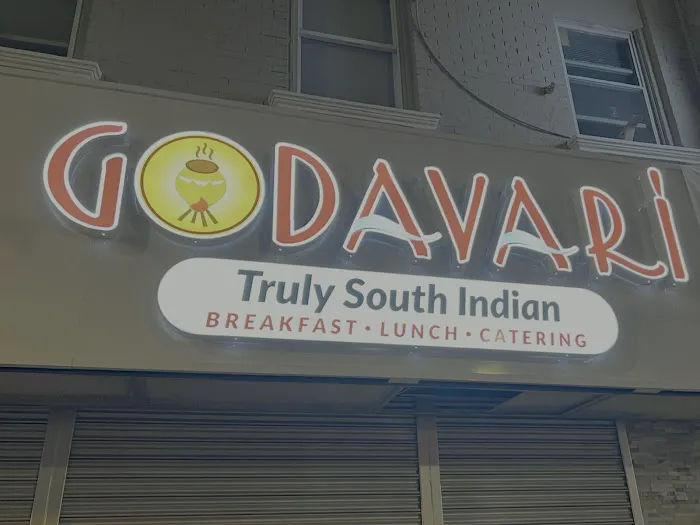 GODAVARi
Truly South Indian
BREAKFAST • LUNCH • CATERING